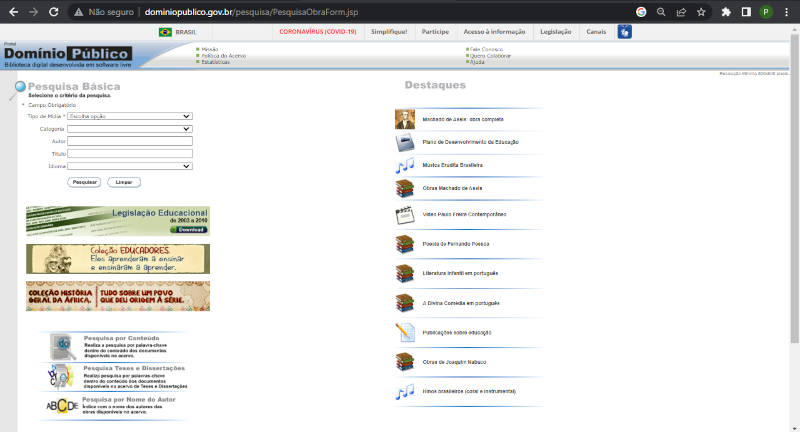 Não seguro | dominiopublico.gov.br/pesquisa/PesquisaObraForm.jsp
P
BRASIL
CORONAVÍRUS (COVID-19) Simplifique! Participe Acesso à informação Legislação Canais
Portal
Domínio Público
Biblioteca digital desenvolvida em software livre
Missão
Política do Acervo
Estatísticas
Fale Conosco
Quero Colaborar
Ajuda
Pesquisa Básica
Selecione o critério da pesquisa.
* Campo Obrigatório
Tipo de Mídia * Escolha opção
Categoria
Autor
Título
Idioma
Pesquisar Limpar
Legislação Educacional
de 2003 a 2010
Download
Coleção EDUCADORES.
Eles aprenderam a ensinar
e ensinaram a aprender.
COLEÇÃO HISTÓRIA
GERAL DA ÁFRICA.
TUDO SOBRE UM POVO
QUE DEU ORIGEM À SÉRIE.
Pesquisa por Conteúdo
Realiza a pesquisa por palavra-chave
dentro do conteúdo dos documentos
disponíveis no acervo.
Pesquisa Teses e Dissertações
Realiza pesquisa por palavras-chave
dentro do conteúdo dos documentos
disponíveis no acervo de Teses e Dissertações
ABCDE
Pesquisa por Nome do Autor
Índice com o nome dos autores das
obras disponíveis no acervo.
Destaques
Machado de Assis: obra completa
Plano de Desenvolvimento da Educação
Música Erudita Brasileira
Obras Machado de Assis
Vídeo Paulo Freire Contemporâneo
Poesia de Fernando Pessoa
Literatura Infantil em português
A Divina Comédia em português
Publicações sobre educação
Obras de Joaquim Nabuco
Hinos brasileiros (coral e instrumental)